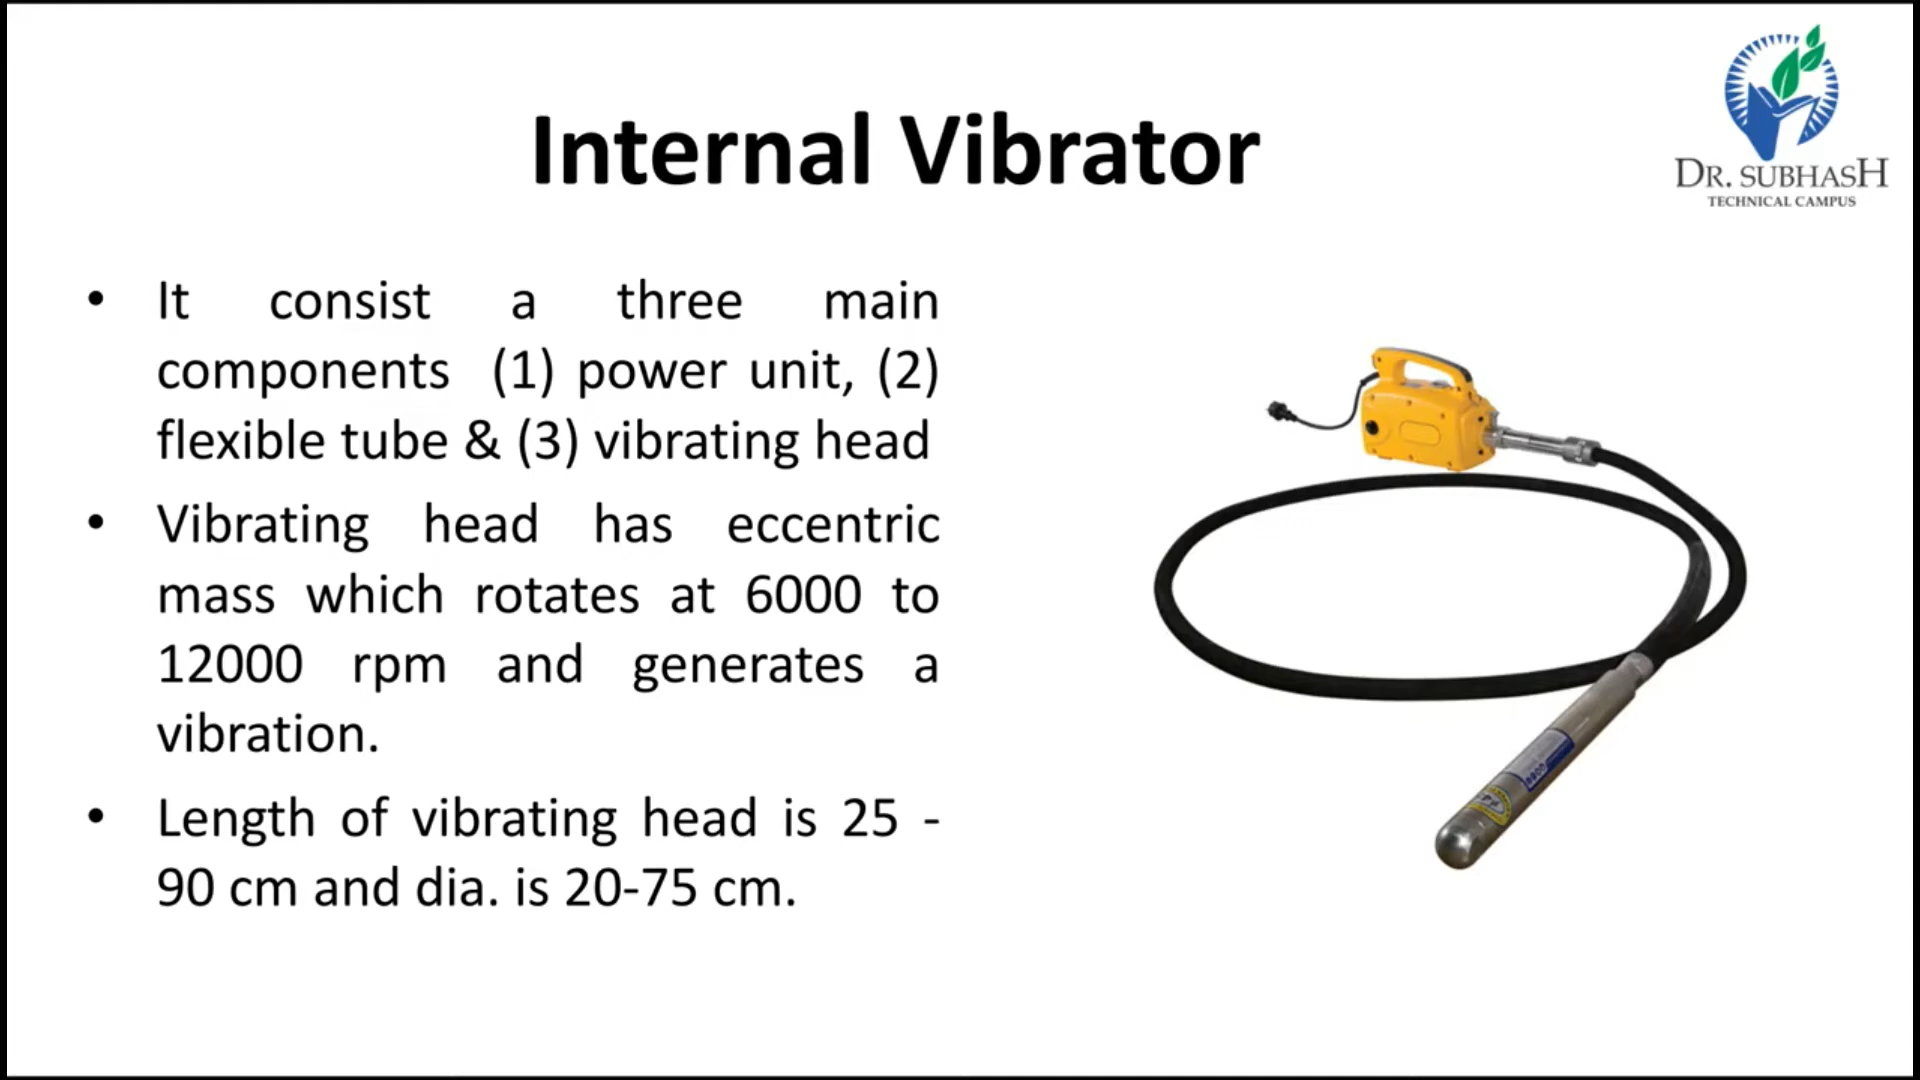 DR. SUBHASH
TECHNICAL CAMPUS
Internal Vibrator
• It consist a three main
components (1) power unit, (2)
flexible tube & (3) vibrating head
• Vibrating head has eccentric
mass which rotates at 6000 to
12000 rpm and generates a
vibration.
• Length of vibrating head is 25 -
90 cm and dia. is 20-75 cm.